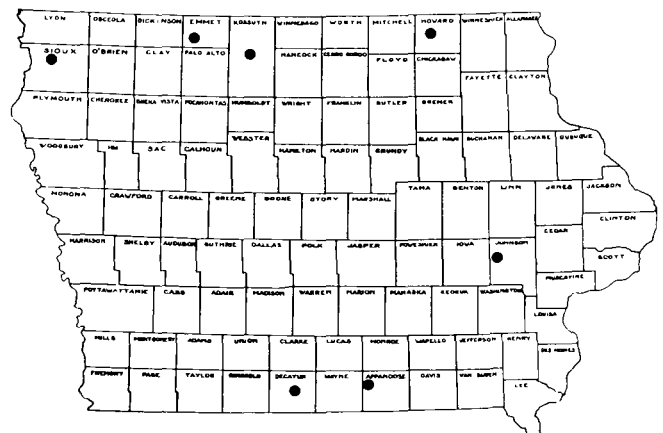 LYON OSCEOLA DICKINSON EMMET KOSSUTH WINNEBAGO WORTH MITCHELL HOWARD WINNESHIEK ALLAMAKEE
SIOUX O'BRIEN CLAY PALO ALTO HANCOCK CERRO GORDO FLOYD CHICKASAW
FAYETTE CLAYTON
PLYMOUTH CHEROKEE BUENA VISTA POCAHONTAS HUMBOLDT WRIGHT FRANKLIN BUTLER BREMER
WOODBURY IDA SAC CALHOUN WEBSTER HAMILTON HARDIN GRUNDY BLACK HAWK BUCHANAN DELAWARE DUBUQUE
MONONA CRAWFORD CARROLL GREENE BOONE STORY MARSHALL TAMA BENTON LINN JONES JACKSON
CLINTON
CEDAR
HARRISON SHELBY AUDUBON GUTHRIE DALLAS POLK JASPER POWESHIEK IOWA JOHNSON SCOTT
MUSCATINE
POTTAWATTAMIE CASS ADAIR MADISON WARREN MARION MAHASKA KEOKUK WASHINGTON
LOUISA
MILLS MONTGOMERY ADAMS UNION CLARKE LUCAS MONROE WAPELLO JEFFERSON HENRY
DES MOINES
FREMONT PAGE TAYLOR RINGGOLD DECATUR WAYNE APPANOOSE DAVIS VAN BUREN
LEE